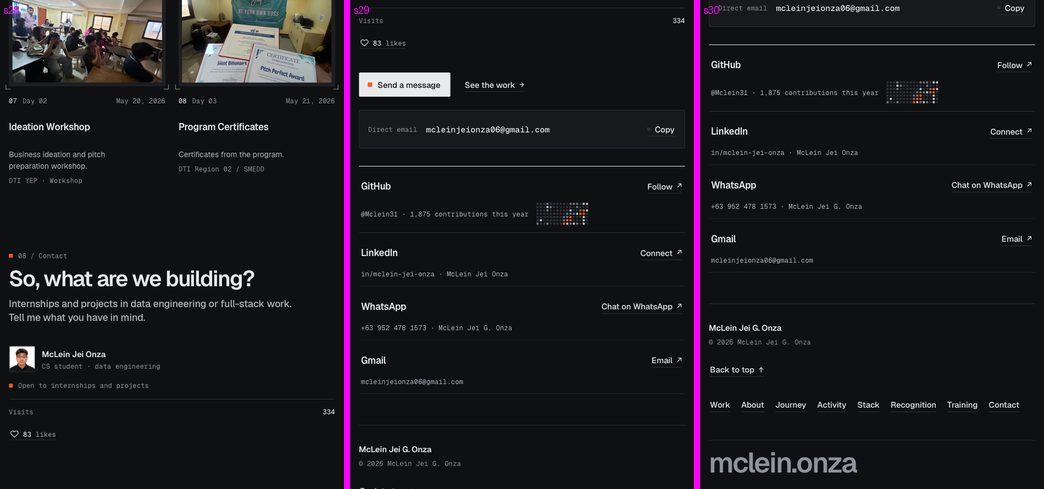 s28
CERTIFICATE
CERTIFICATE
Pitch Perfect Award
07 Day 02
May 20, 2026
08 Day 03
May 21, 2026
Ideation Workshop
Program Certificates
Business ideation and pitch
preparation workshop.
Certificates from the program.
DTI YEP · Workshop
DTI Region 02 / SMEDD
08 / Contact
So, what are we building?
Internships and projects in data engineering or full-stack work.
Tell me what you have in mind.
McLein Jei Onza
CS student · data engineering
Open to internships and projects
Visits
334
83 likes
s29
Visits
334
83 likes
Send a message
See the work →
Direct email
mcleinjeionza06@gmail.com
Copy
GitHub
Follow ↗
@Mclein31 · 1,875 contributions this year
LinkedIn
Connect ↗
in/mclein-jei-onza · McLein Jei Onza
WhatsApp
Chat on WhatsApp ↗
+63 952 478 1573 · McLein Jei G. Onza
Gmail
Email ↗
mcleinjeionza06@gmail.com
McLein Jei G. Onza
© 2026 McLein Jei G. Onza
s30
Direct email
mcleinjeionza06@gmail.com
Copy
GitHub
Follow ↗
@Mclein31 · 1,875 contributions this year
LinkedIn
Connect ↗
in/mclein-jei-onza · McLein Jei Onza
WhatsApp
Chat on WhatsApp ↗
+63 952 478 1573 · McLein Jei G. Onza
Gmail
Email ↗
mcleinjeionza06@gmail.com
McLein Jei G. Onza
© 2026 McLein Jei G. Onza
Back to top ↑
Work
About
Journey
Activity
Stack
Recognition
Training
Contact
mclein.onza